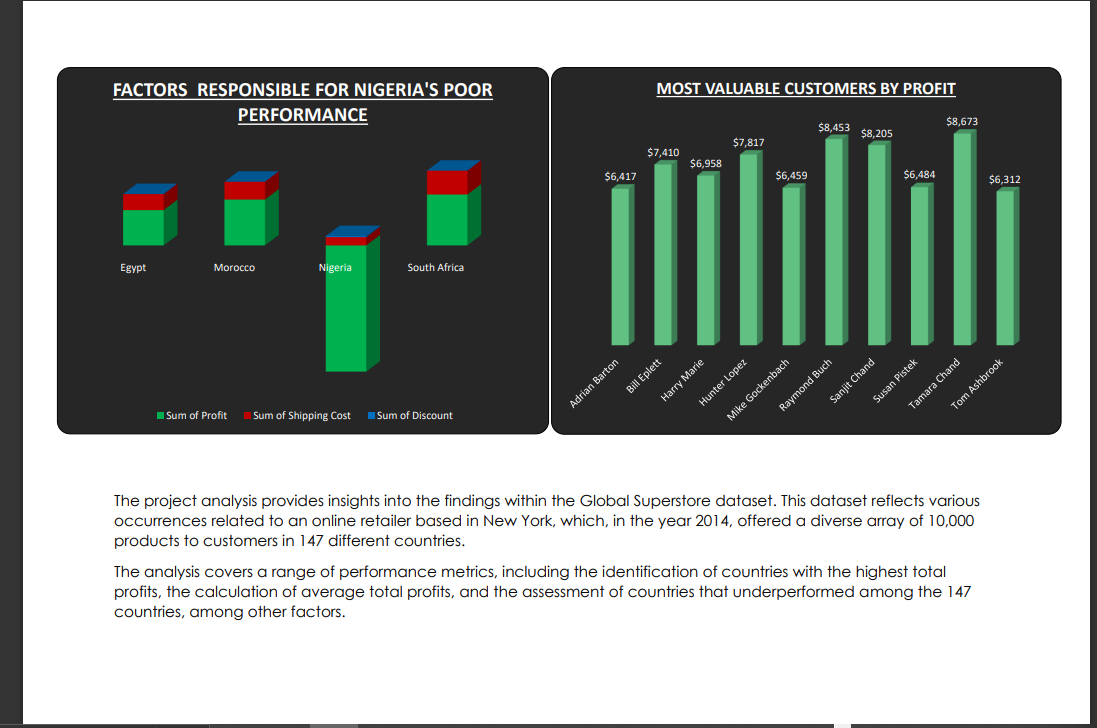 FACTORS  RESPONSIBLE FOR NIGERIA'S POOR
PERFORMANCE
Egypt
Morocco
Nigeria
South Africa
Sum of Profit
Sum of Shipping Cost
Sum of Discount
MOST VALUABLE CUSTOMERS BY PROFIT
$6,417
$7,410
$6,958
$7,817
$6,459
$8,453
$8,205
$6,484
$8,673
$6,312
Adrian Barton
Bill Eplett
Harry Marie
Hunter Lopez
Mike Gockenbach
Raymond Buch
Sanjit Chand
Susan Pistek
Tamara Chand
Tom Ashbrook
The project analysis provides insights into the findings within the Global Superstore dataset. This dataset reflects various
occurrences related to an online retailer based in New York, which, in the year 2014, offered a diverse array of 10,000
products to customers in 147 different countries.
The analysis covers a range of performance metrics, including the identification of countries with the highest total
profits, the calculation of average total profits, and the assessment of countries that underperformed among the 147
countries, among other factors.